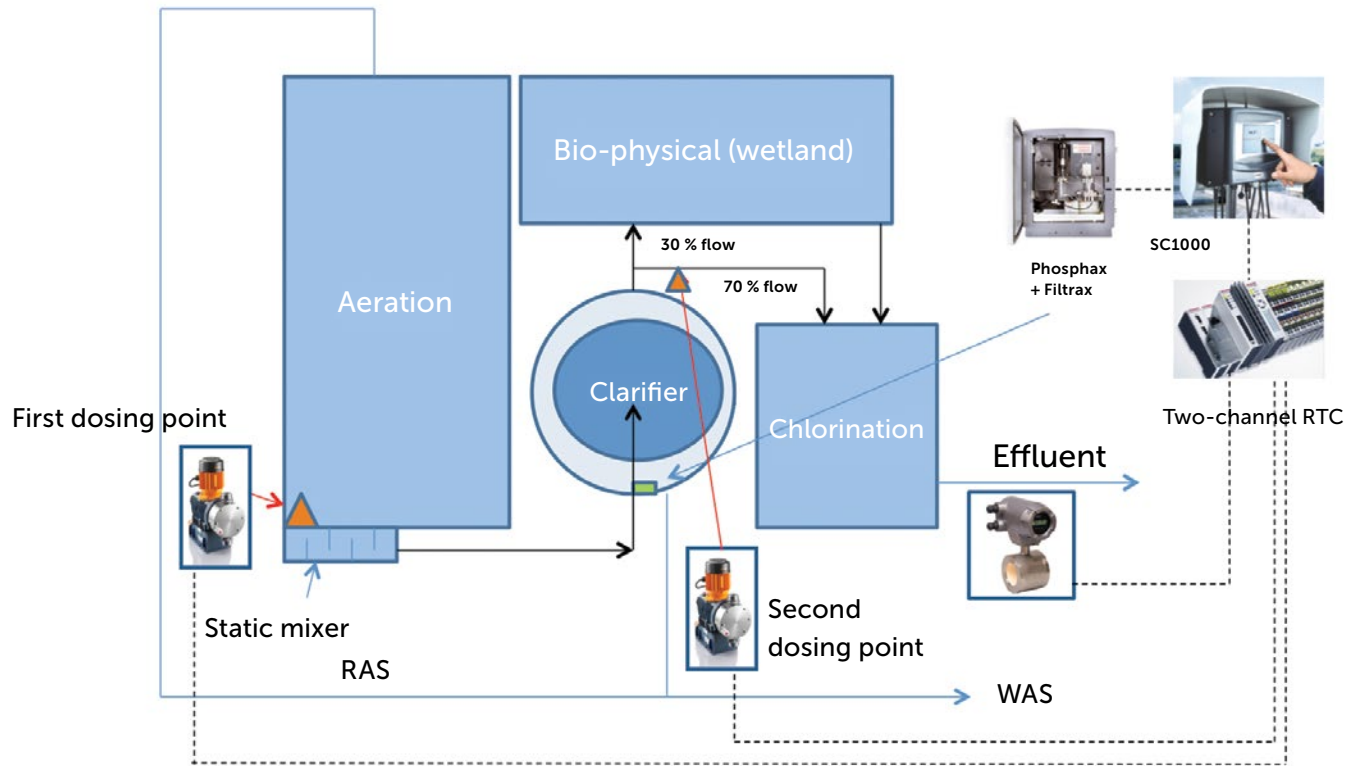 Bio-physical (wetland)
30 % flow
70 % flow
SC1000
Phosphax
+ Filtrax
Aeration
Clarifier
Two-channel RTC
First dosing point
Chlorination
Effluent
Second
dosing point
Static mixer
RAS
WAS